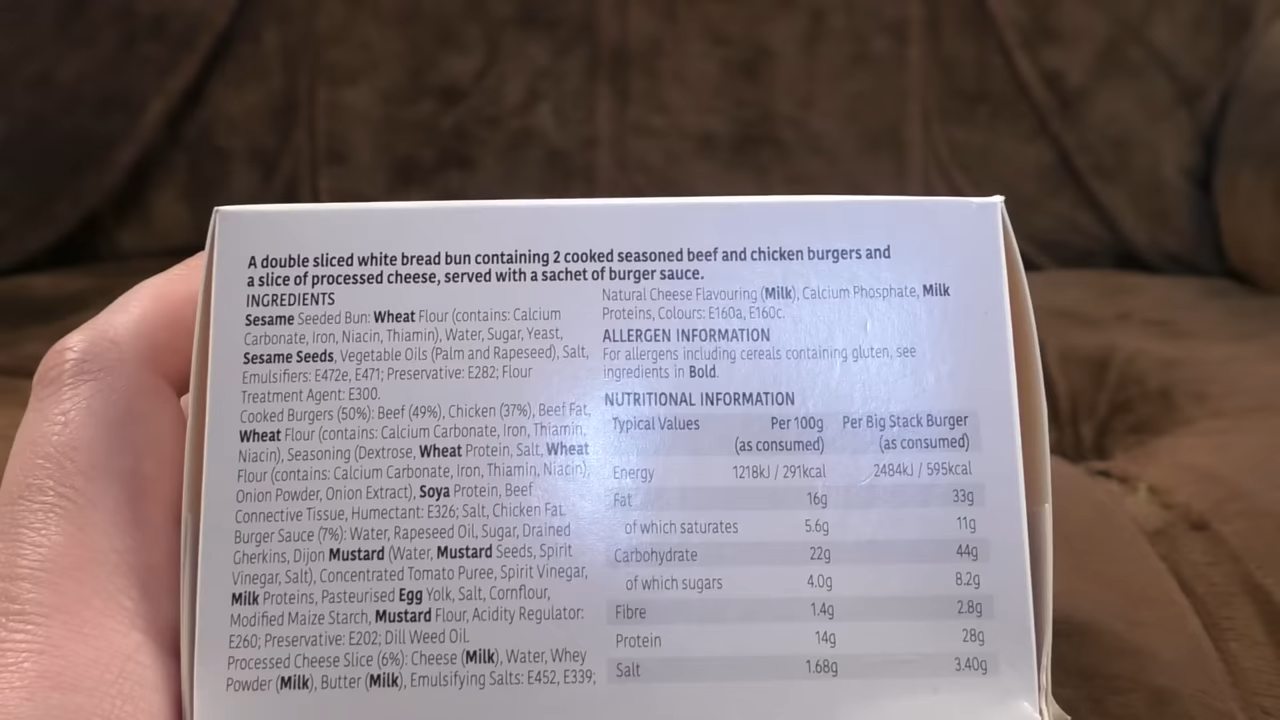 A double sliced white bread bun containing 2 cooked seasoned beef and chicken burgers and
a slice of processed cheese, served with a sachet of burger sauce.
INGREDIENTS
Sesame Seeded Bun: Wheat Flour (contains: Calcium
Carbonate, Iron, Niacin, Thiamin), Water, Sugar, Yeast,
Sesame Seeds, Vegetable Oils (Palm and Rapeseed), Salt,
Emulsifiers: E472e, E471; Preservative: E282; Flour
Treatment Agent: E300.
Cooked Burgers (50%): Beef (49%), Chicken (37%), Beef Fat,
Wheat Flour (contains: Calcium Carbonate, Iron, Thiamin,
Niacin), Seasoning (Dextrose, Wheat Protein, Salt, Wheat
Flour (contains: Calcium Carbonate, Iron, Thiamin, Niacin),
Onion Powder, Onion Extract), Soya Protein, Beef
Connective Tissue, Humectant: E326; Salt, Chicken Fat.
Burger Sauce (7%): Water, Rapeseed Oil, Sugar, Drained
Gherkins, Dijon Mustard (Water, Mustard Seeds, Spirit
Vinegar, Salt), Concentrated Tomato Puree, Spirit Vinegar,
Milk Proteins, Pasteurised Egg Yolk, Salt, Cornflour,
Modified Maize Starch, Mustard Flour, Acidity Regulator:
E260; Preservative: E202; Dill Weed Oil.
Processed Cheese Slice (6%): Cheese (Milk), Water, Whey
Powder (Milk), Butter (Milk), Emulsifying Salts: E452, E339;
Natural Cheese Flavouring (Milk), Calcium Phosphate, Milk
Proteins, Colours: E160a, E160c.
ALLERGEN INFORMATION
For allergens including cereals containing gluten, see
ingredients in Bold.
NUTRITIONAL INFORMATION
Typical Values Per 100g Per Big Stack Burger
(as consumed) (as consumed)
Energy 1218kJ / 291kcal 2484kJ / 595kcal
Fat 16g 33g
of which saturates 5.6g 11g
Carbohydrate 22g 44g
of which sugars 4.0g 8.2g
Fibre 1.4g 2.8g
Protein 14g 28g
Salt 1.68g 3.40g